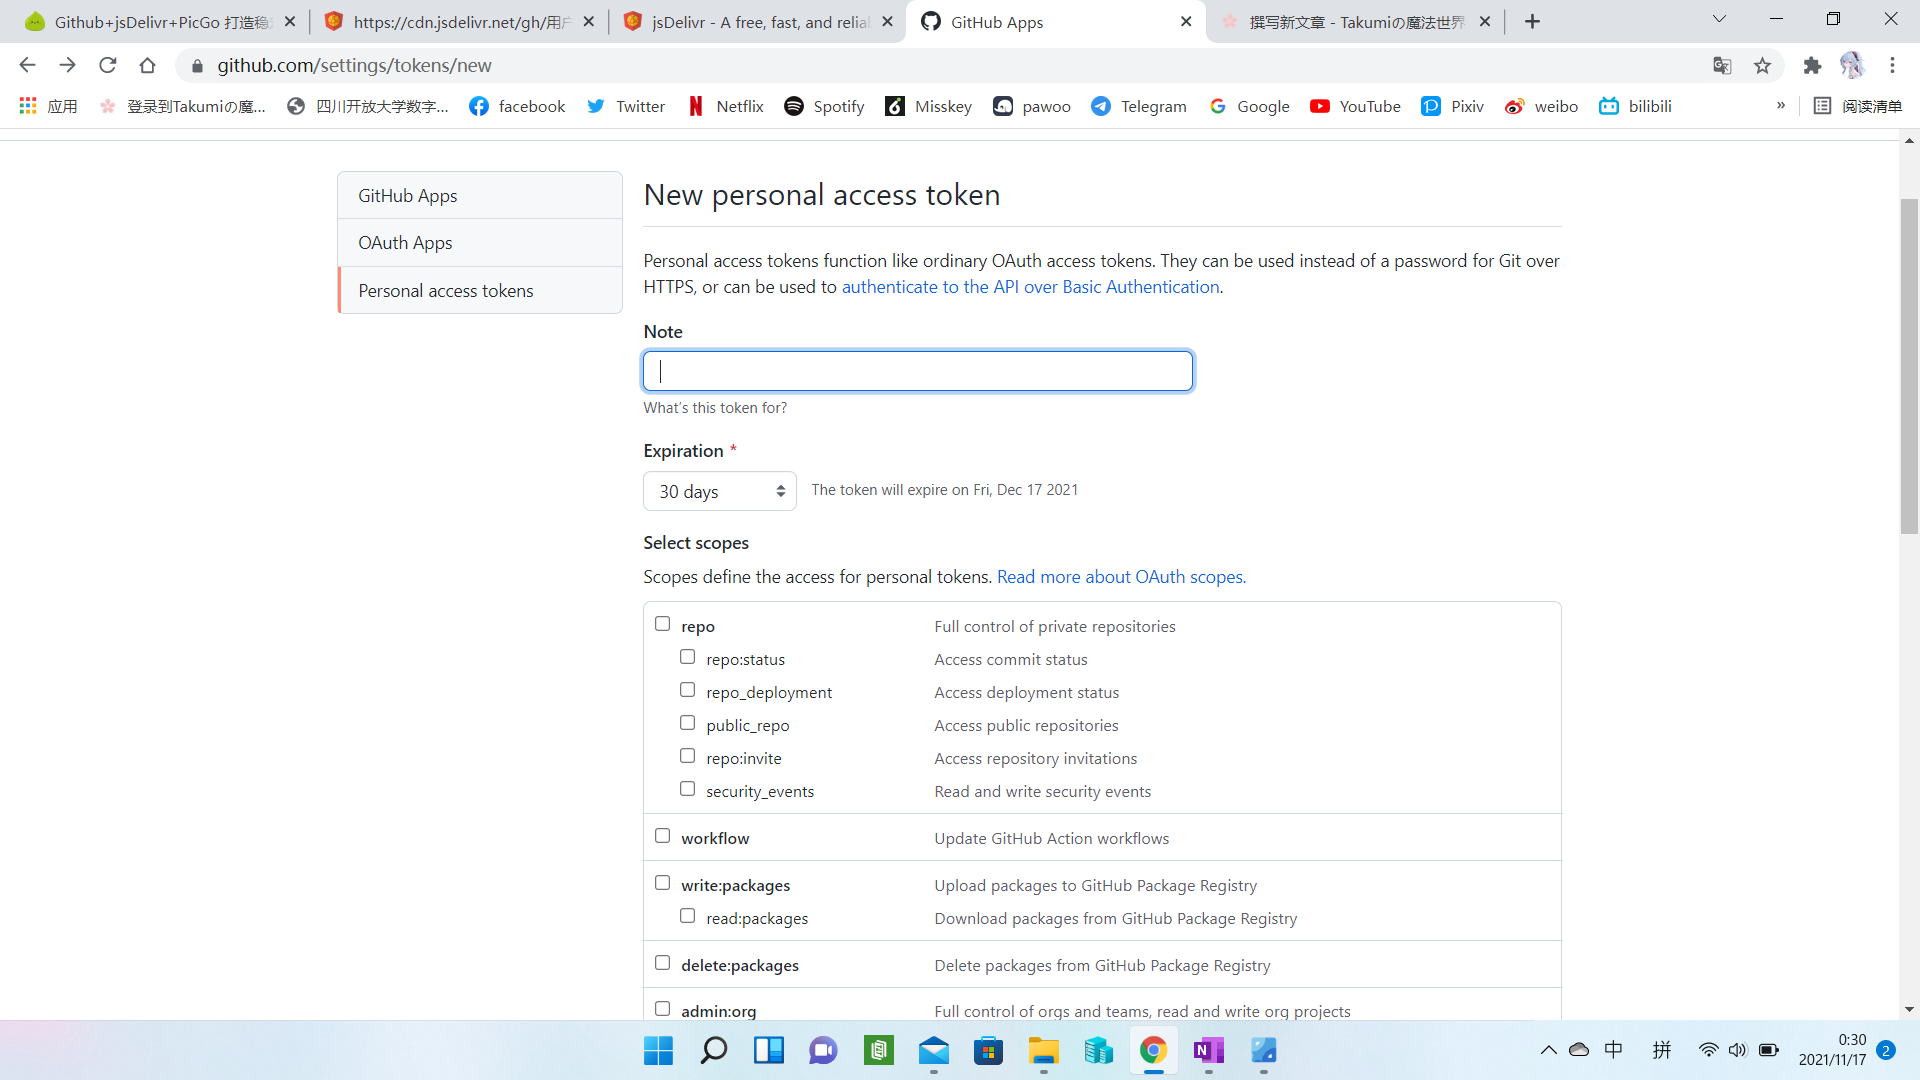 Github+jsDelivr+PicGo 打造稳
https://cdn.jsdelivr.net/gh/用户
jsDelivr - A free, fast, and relia
GitHub Apps
撰写新文章 - Takumiの魔法世界
github.com/settings/tokens/new
应用
登录到Takumiの魔...
四川开放大学数字...
facebook
Twitter
Netflix
Spotify
Misskey
pawoo
Telegram
Google
YouTube
Pixiv
weibo
bilibili
»
阅读清单
GitHub Apps
OAuth Apps
Personal access tokens
New personal access token
Personal access tokens function like ordinary OAuth access tokens. They can be used instead of a password for Git over
HTTPS, or can be used to authenticate to the API over Basic Authentication.
Note
What's this token for?
Expiration *
30 days
The token will expire on Fri, Dec 17 2021
Select scopes
Scopes define the access for personal tokens. Read more about OAuth scopes.
repo Full control of private repositories
repo:status Access commit status
repo_deployment Access deployment status
public_repo Access public repositories
repo:invite Access repository invitations
security_events Read and write security events
workflow Update GitHub Action workflows
write:packages Upload packages to GitHub Package Registry
read:packages Download packages from GitHub Package Registry
delete:packages Delete packages from GitHub Package Registry
admin:org Full control of orgs and teams, read and write org projects
中
拼
0:30
2021/11/17
2